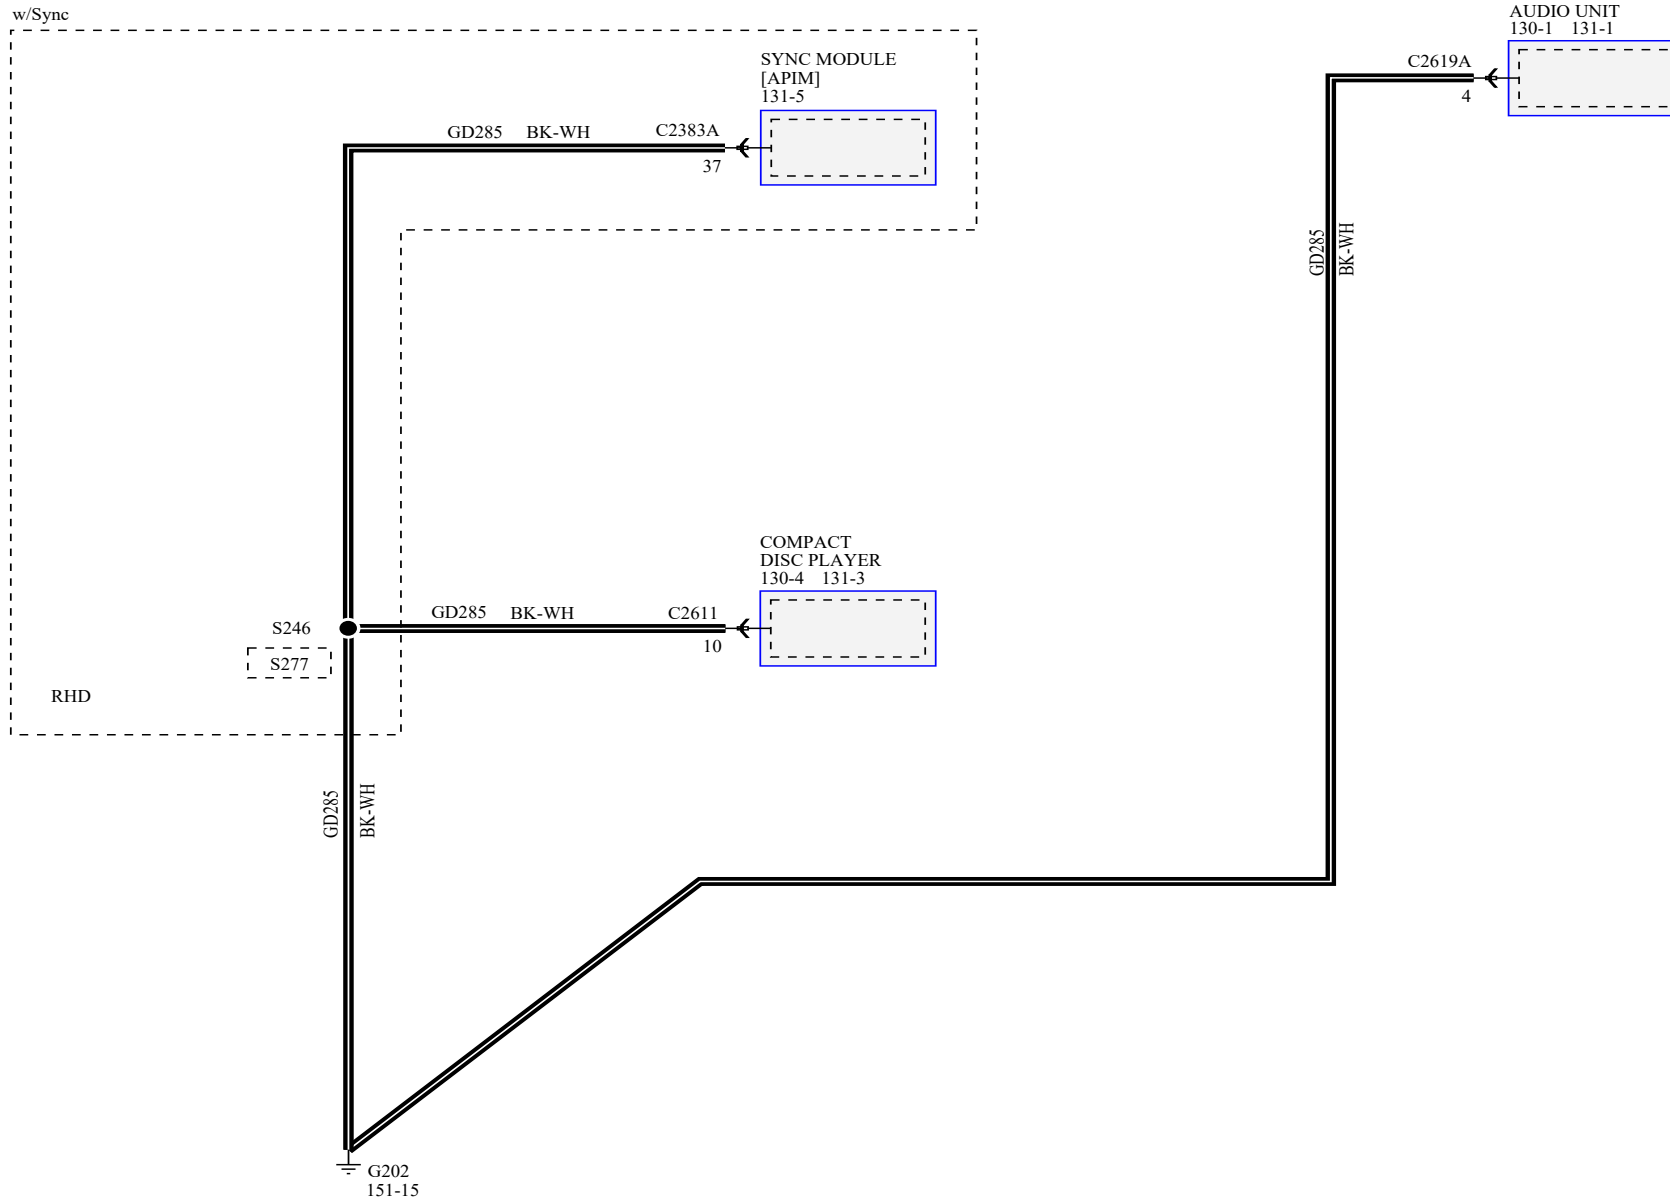 w/Sync
AUDIO UNIT
130-1 131-1
SYNC MODULE
[APIM]
131-5
C2619A
4
GD285 BK-WH C2383A
37
GD285
BK-WH
COMPACT
DISC PLAYER
130-4 131-3
GD285 BK-WH C2611
10
S246
S277
RHD
GD285
BK-WH
G202
151-15